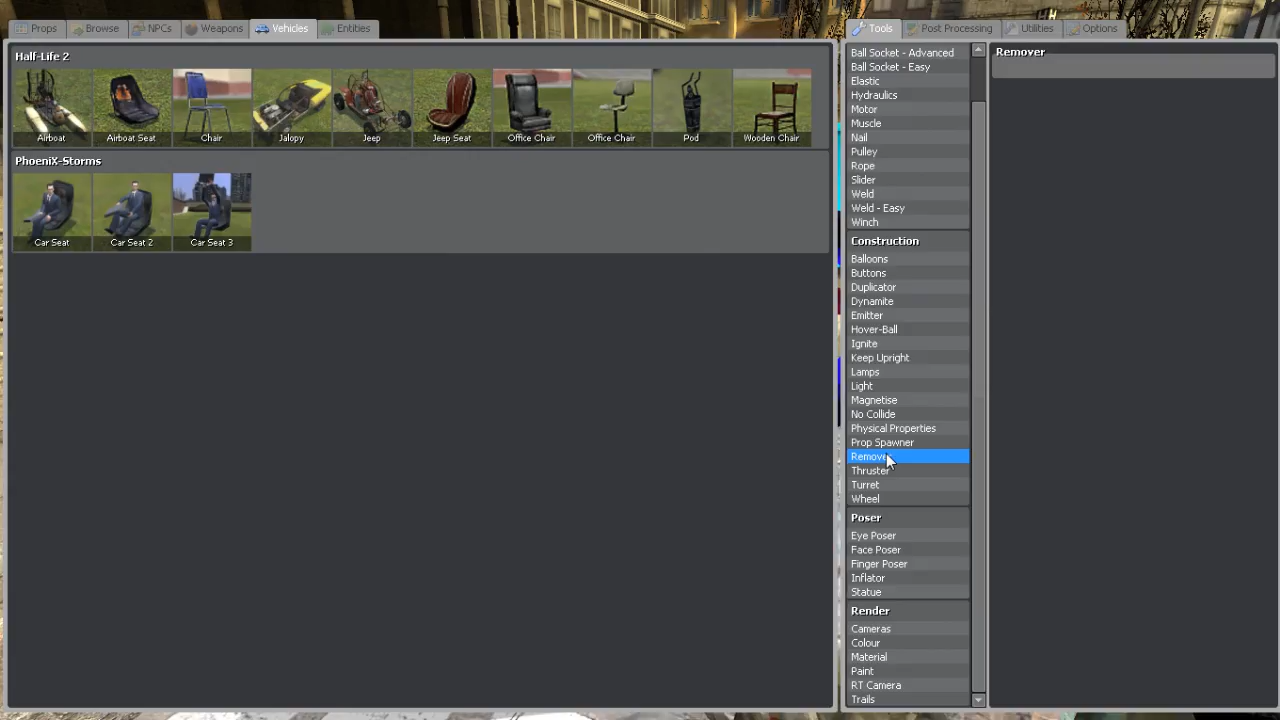 Props Browse NPCs Weapons Vehicles Entities
Half-Life 2
Airboat Airboat Seat Chair Jalopy Jeep Jeep Seat Office Chair Office Chair Pod Wooden Chair
PhoeniX-Storms
Car Seat Car Seat 2 Car Seat 3
Tools Post Processing Utilities Options
Ball Socket - Advanced
Ball Socket - Easy
Elastic
Hydraulics
Motor
Muscle
Nail
Pulley
Rope
Slider
Weld
Weld - Easy
Winch
Construction
Balloons
Buttons
Duplicator
Dynamite
Emitter
Hover-Ball
Ignite
Keep Upright
Lamps
Light
Magnetise
No Collide
Physical Properties
Prop Spawner
Remover
Thruster
Turret
Wheel
Poser
Eye Poser
Face Poser
Finger Poser
Inflator
Statue
Render
Cameras
Colour
Material
Paint
RT Camera
Trails
Remover